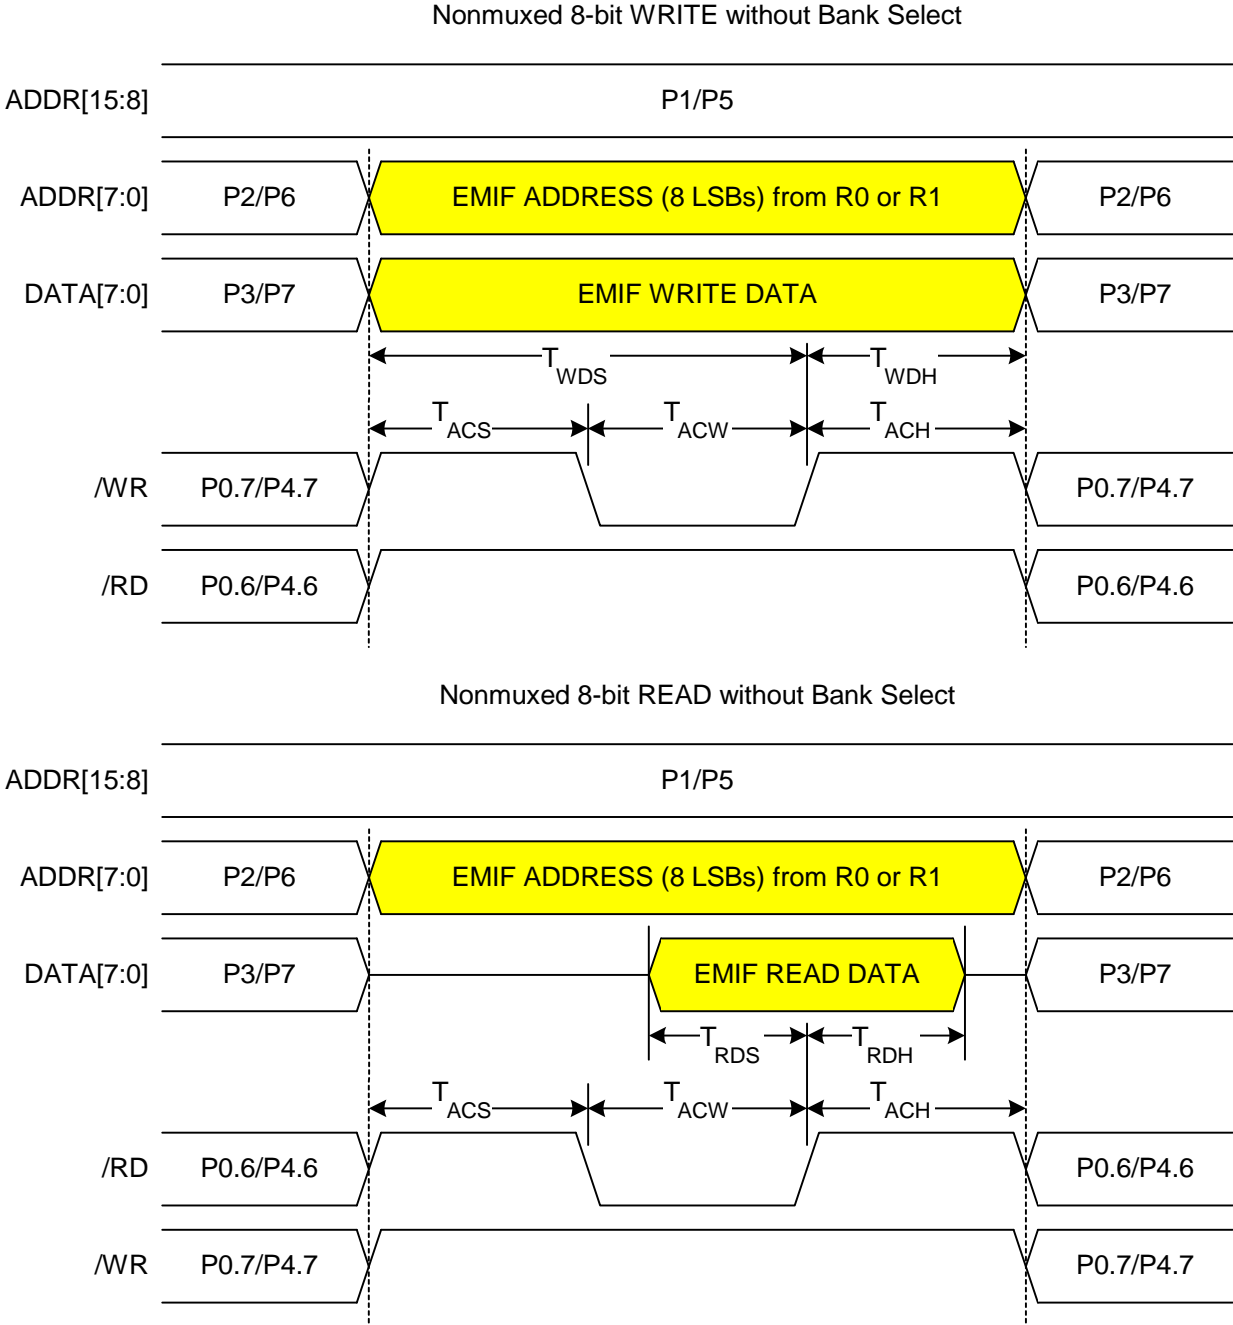 Nonmuxed 8-bit WRITE without Bank Select
ADDR[15:8] P1/P5
ADDR[7:0] P2/P6 EMIF ADDRESS (8 LSBs) from R0 or R1 P2/P6
DATA[7:0] P3/P7 EMIF WRITE DATA P3/P7
TWDS TWDH
TACS TACW TACH
/WR P0.7/P4.7 P0.7/P4.7
/RD P0.6/P4.6 P0.6/P4.6
Nonmuxed 8-bit READ without Bank Select
ADDR[15:8] P1/P5
ADDR[7:0] P2/P6 EMIF ADDRESS (8 LSBs) from R0 or R1 P2/P6
DATA[7:0] P3/P7 EMIF READ DATA P3/P7
TRDS TRDH
TACS TACW TACH
/RD P0.6/P4.6 P0.6/P4.6
/WR P0.7/P4.7 P0.7/P4.7